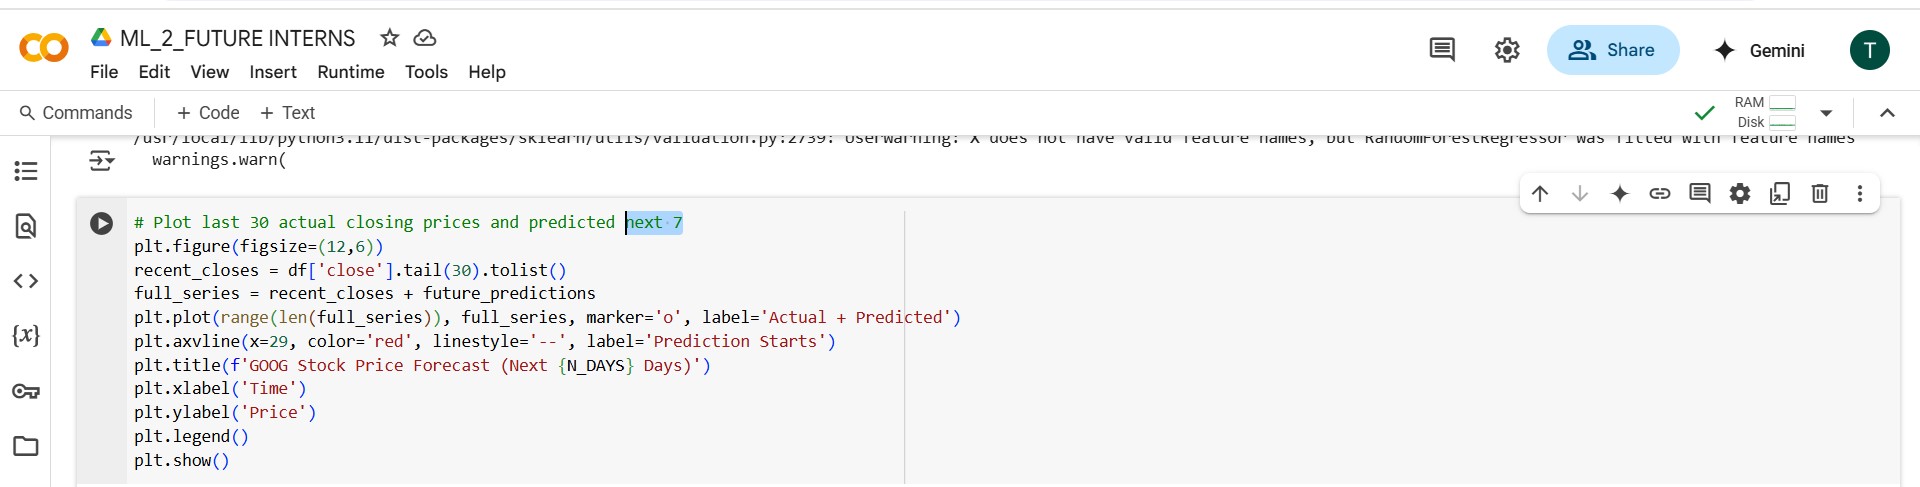 ML_2_FUTURE INTERNS
File Edit View Insert Runtime Tools Help
Share
Gemini
T
Commands + Code + Text
RAM
Disk
/usr/local/lib/python3.11/dist-packages/sklearn/utils/validation.py:2739: UserWarning: X does not have valid feature names, but RandomForestRegressor was fitted with feature names
warnings.warn(
# Plot last 30 actual closing prices and predicted next 7
plt.figure(figsize=(12,6))
recent_closes = df['close'].tail(30).tolist()
full_series = recent_closes + future_predictions
plt.plot(range(len(full_series)), full_series, marker='o', label='Actual + Predicted')
plt.axvline(x=29, color='red', linestyle='--', label='Prediction Starts')
plt.title(f'GOOG Stock Price Forecast (Next {N_DAYS} Days)')
plt.xlabel('Time')
plt.ylabel('Price')
plt.legend()
plt.show()